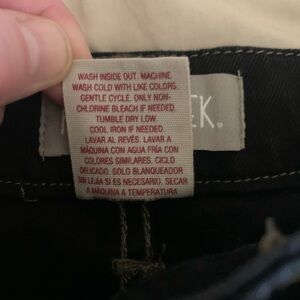 WASH INSIDE OUT. MACHINE
WASH COLD WITH LIKE COLORS.
GENTLE CYCLE. ONLY NON-
CHLORINE BLEACH IF NEEDED.
TUMBLE DRY LOW.
COOL IRON IF NEEDED.
LAVAR AL REVÉS. LAVAR A
MÁQUINA CON AGUA FRÍA CON
COLORES SIMILARES. CICLO
DELICADO. SOLO BLANQUEADOR
SIN LEJÍA SI ES NECESARIO. SECAR
A MÁQUINA A TEMPERATURA
EK.